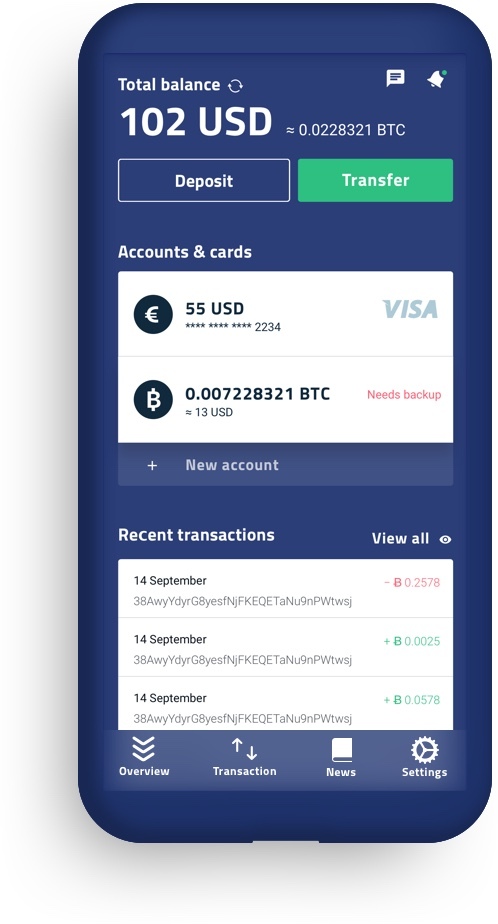 Total balance
102 USD ≈ 0.0228321 BTC
Deposit
Transfer
Accounts & cards
€ 55 USD VISA
**** **** **** 2234
₿ 0.007228321 BTC Needs backup
≈ 13 USD
+ New account
Recent transactions View all
14 September − Ƀ 0.2578
38AwyYdyrG8yesfNjFKEQETaNu9nPWtwsj
14 September + Ƀ 0.0025
38AwyYdyrG8yesfNjFKEQETaNu9nPWtwsj
14 September + Ƀ 0.0578
38AwyYdyrG8yesfNjFKEQETaNu9nPWtwsj
Overview Transaction News Settings